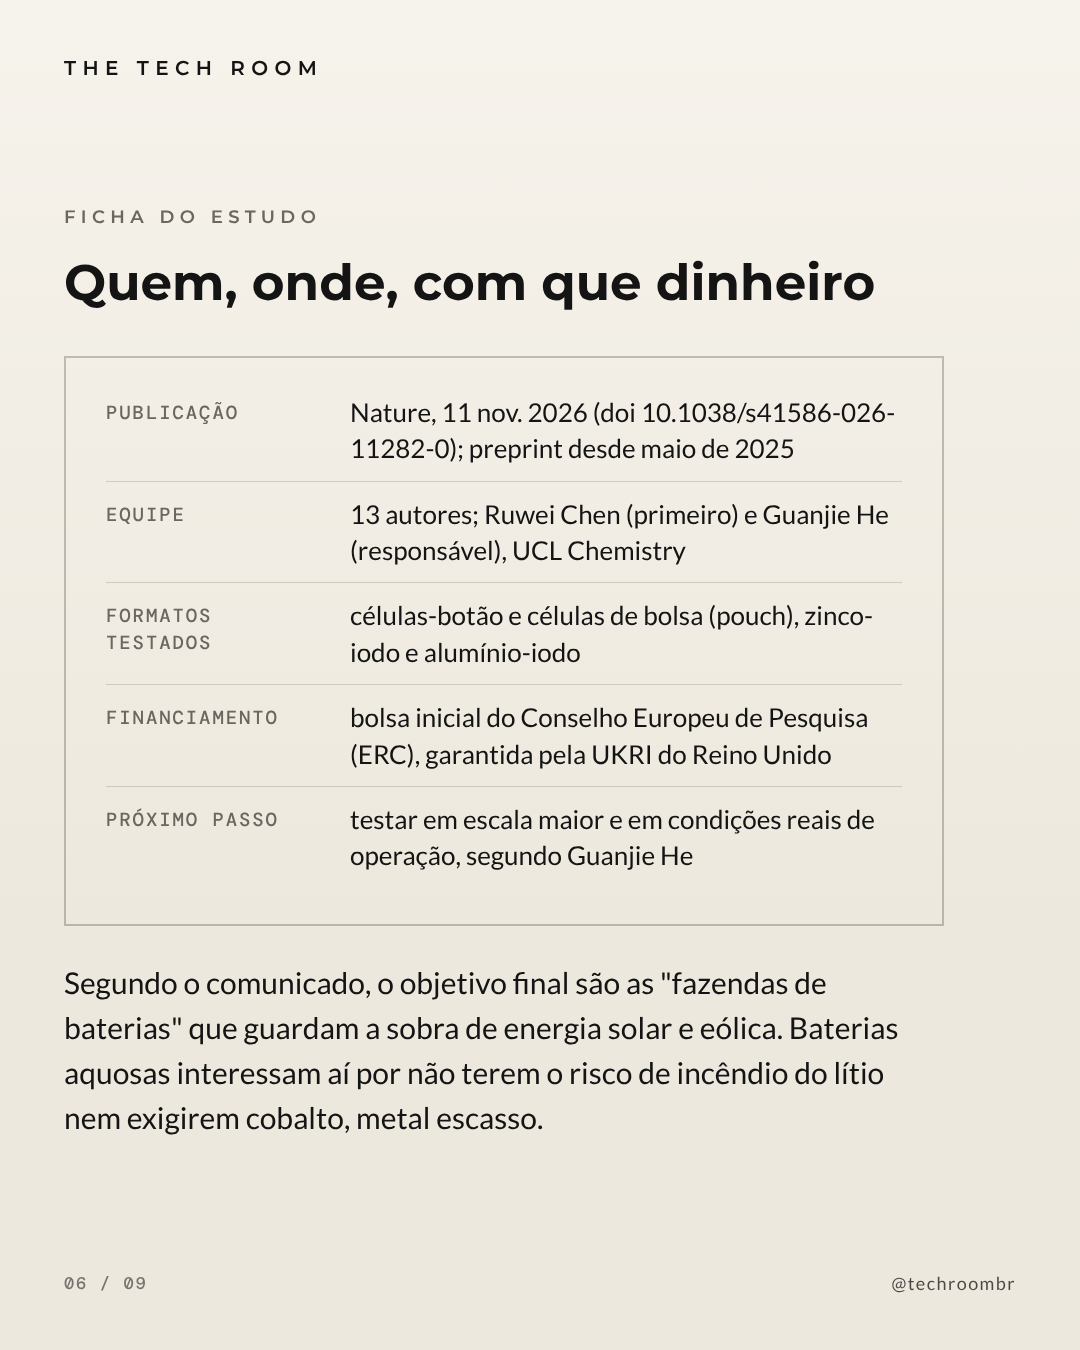 THE TECH ROOM
FICHA DO ESTUDO
Quem, onde, com que dinheiro
PUBLICAÇÃO
Nature, 11 nov. 2026 (doi 10.1038/s41586-026-
11282-0); preprint desde maio de 2025
EQUIPE
13 autores; Ruwei Chen (primeiro) e Guanjie He
(responsável), UCL Chemistry
FORMATOS
TESTADOS
células-botão e células de bolsa (pouch), zinco-
iodo e alumínio-iodo
FINANCIAMENTO
bolsa inicial do Conselho Europeu de Pesquisa
(ERC), garantida pela UKRI do Reino Unido
PRÓXIMO PASSO
testar em escala maior e em condições reais de
operação, segundo Guanjie He
Segundo o comunicado, o objetivo final são as "fazendas de
baterias" que guardam a sobra de energia solar e eólica. Baterias
aquosas interessam aí por não terem o risco de incêndio do lítio
nem exigirem cobalto, metal escasso.
06 / 09
@techroombr